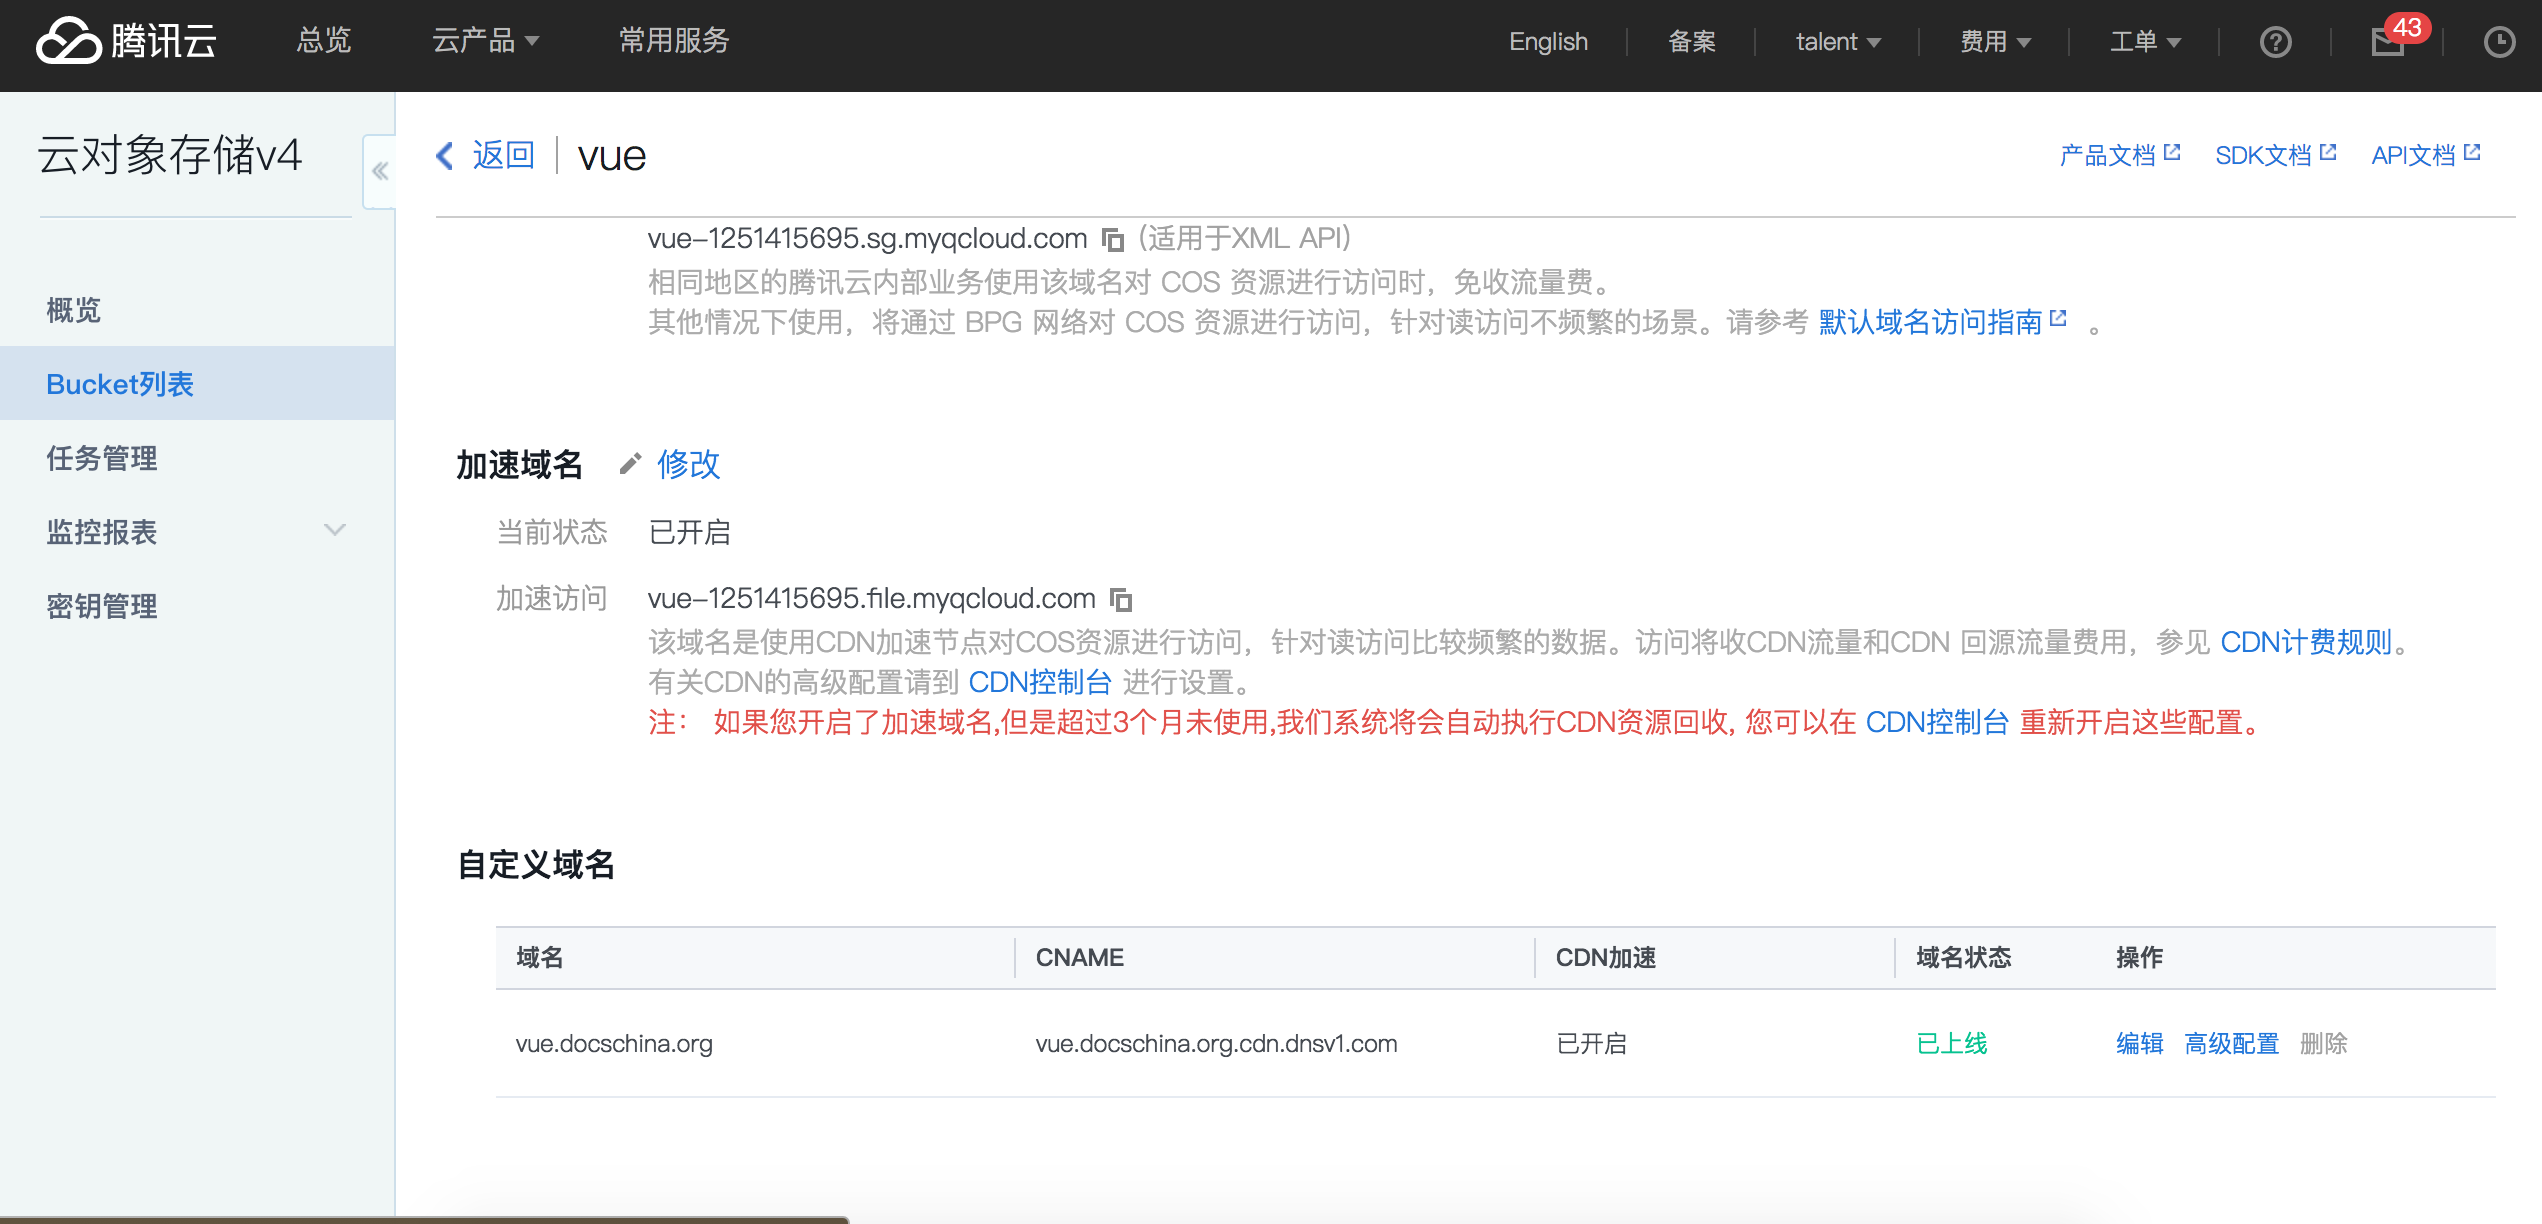 腾讯云 总览 云产品 常用服务 English 备案 talent 费用 工单 43
云对象存储v4
概览
Bucket列表
任务管理
监控报表
密钥管理
返回 vue 产品文档 SDK文档 API文档
vue-1251415695.sg.myqcloud.com (适用于XML API)
相同地区的腾讯云内部业务使用该域名对 COS 资源进行访问时，免收流量费。
其他情况下使用，将通过 BPG 网络对 COS 资源进行访问，针对读访问不频繁的场景。请参考 默认域名访问指南 。
加速域名 修改
当前状态 已开启
加速访问 vue-1251415695.file.myqcloud.com
该域名是使用CDN加速节点对COS资源进行访问，针对读访问比较频繁的数据。访问将收CDN流量和CDN 回源流量费用，参见 CDN计费规则。
有关CDN的高级配置请到 CDN控制台 进行设置。
注： 如果您开启了加速域名,但是超过3个月未使用,我们系统将会自动执行CDN资源回收, 您可以在 CDN控制台 重新开启这些配置。
自定义域名
域名 CNAME CDN加速 域名状态 操作
vue.docschina.org vue.docschina.org.cdn.dnsv1.com 已开启 已上线 编辑 高级配置 删除